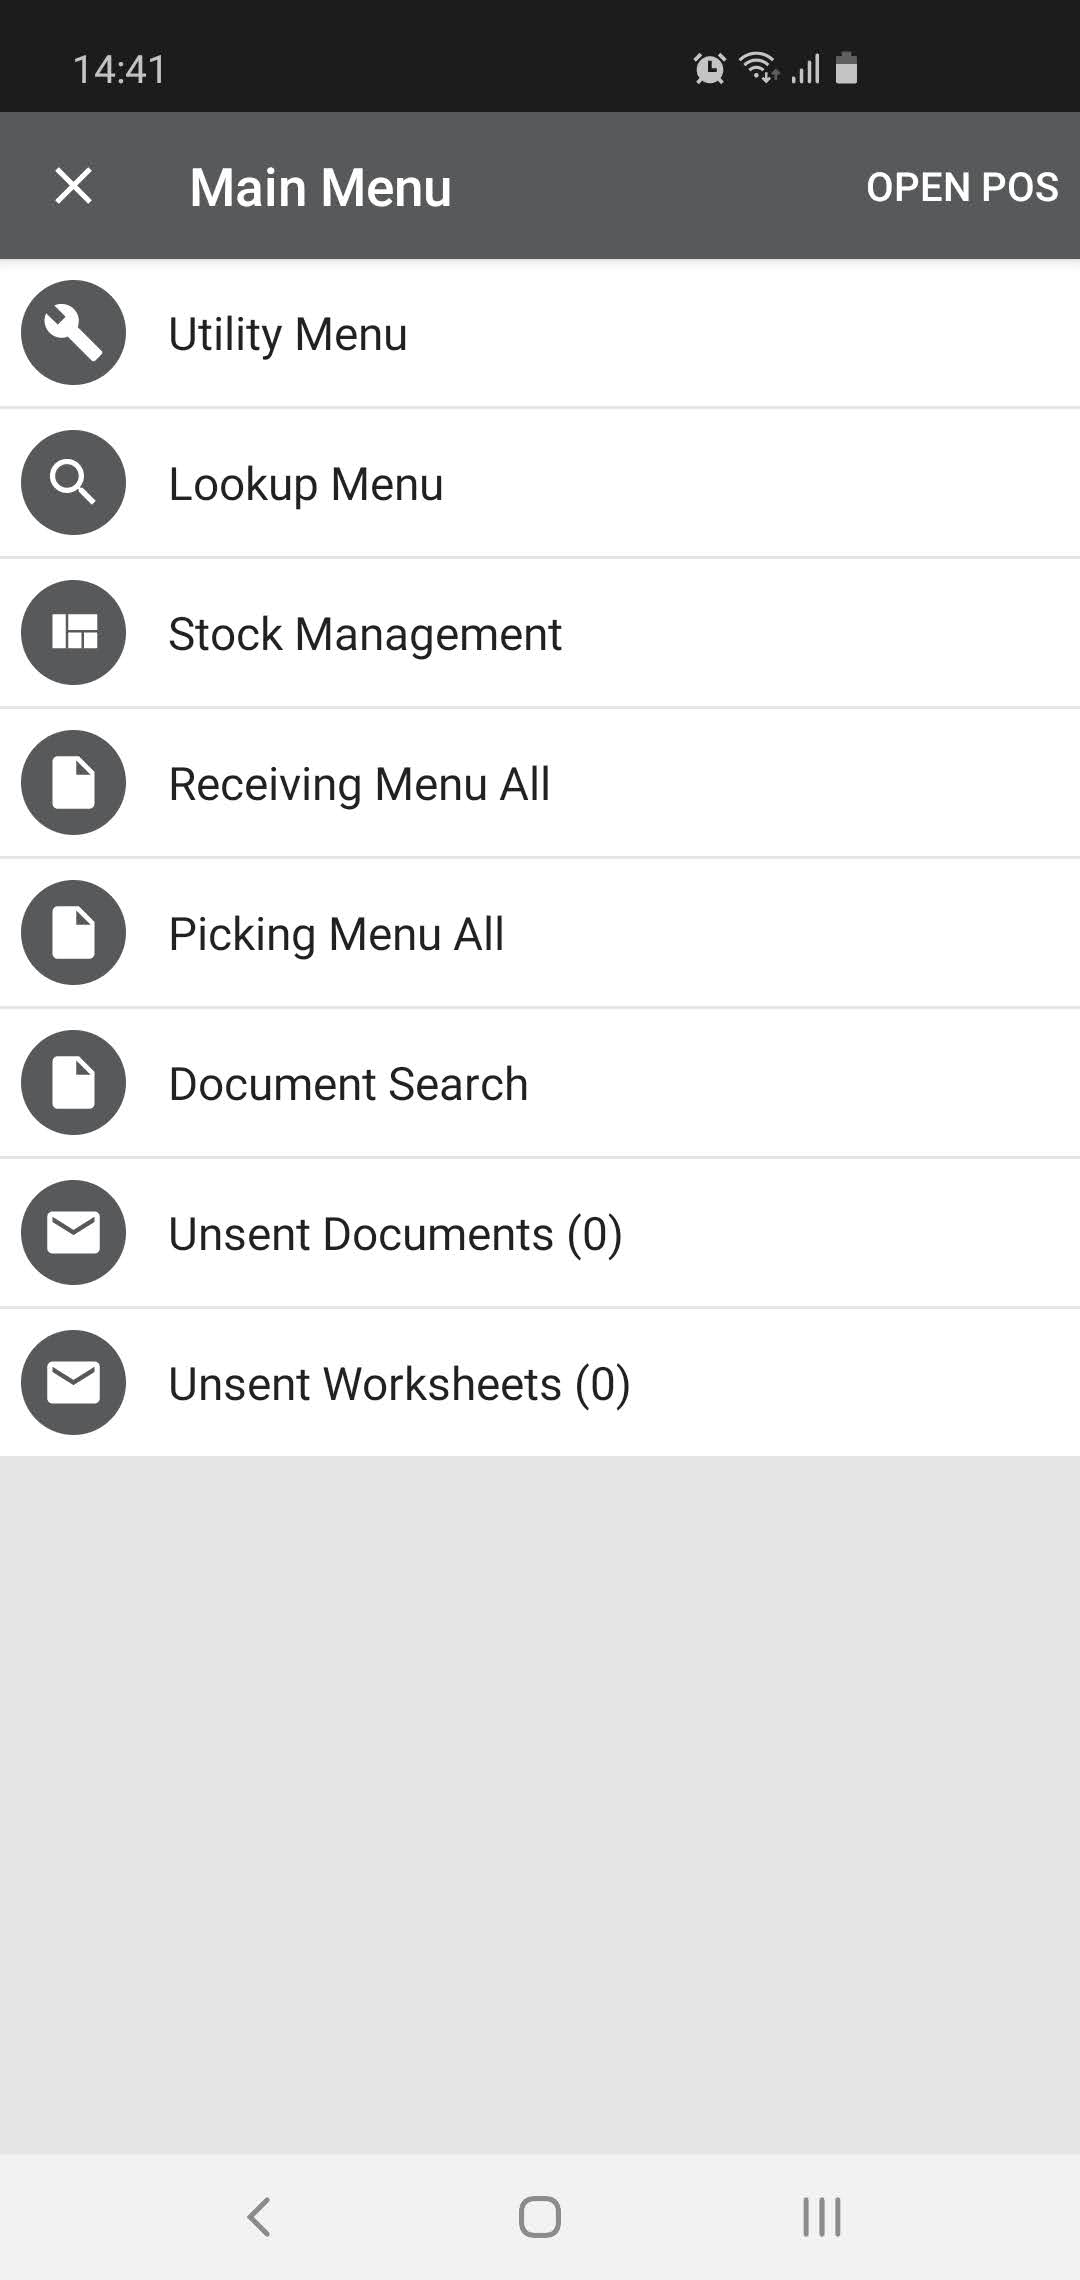 14:41
Main Menu
OPEN POS
Utility Menu
Lookup Menu
Stock Management
Receiving Menu All
Picking Menu All
Document Search
Unsent Documents (0)
Unsent Worksheets (0)